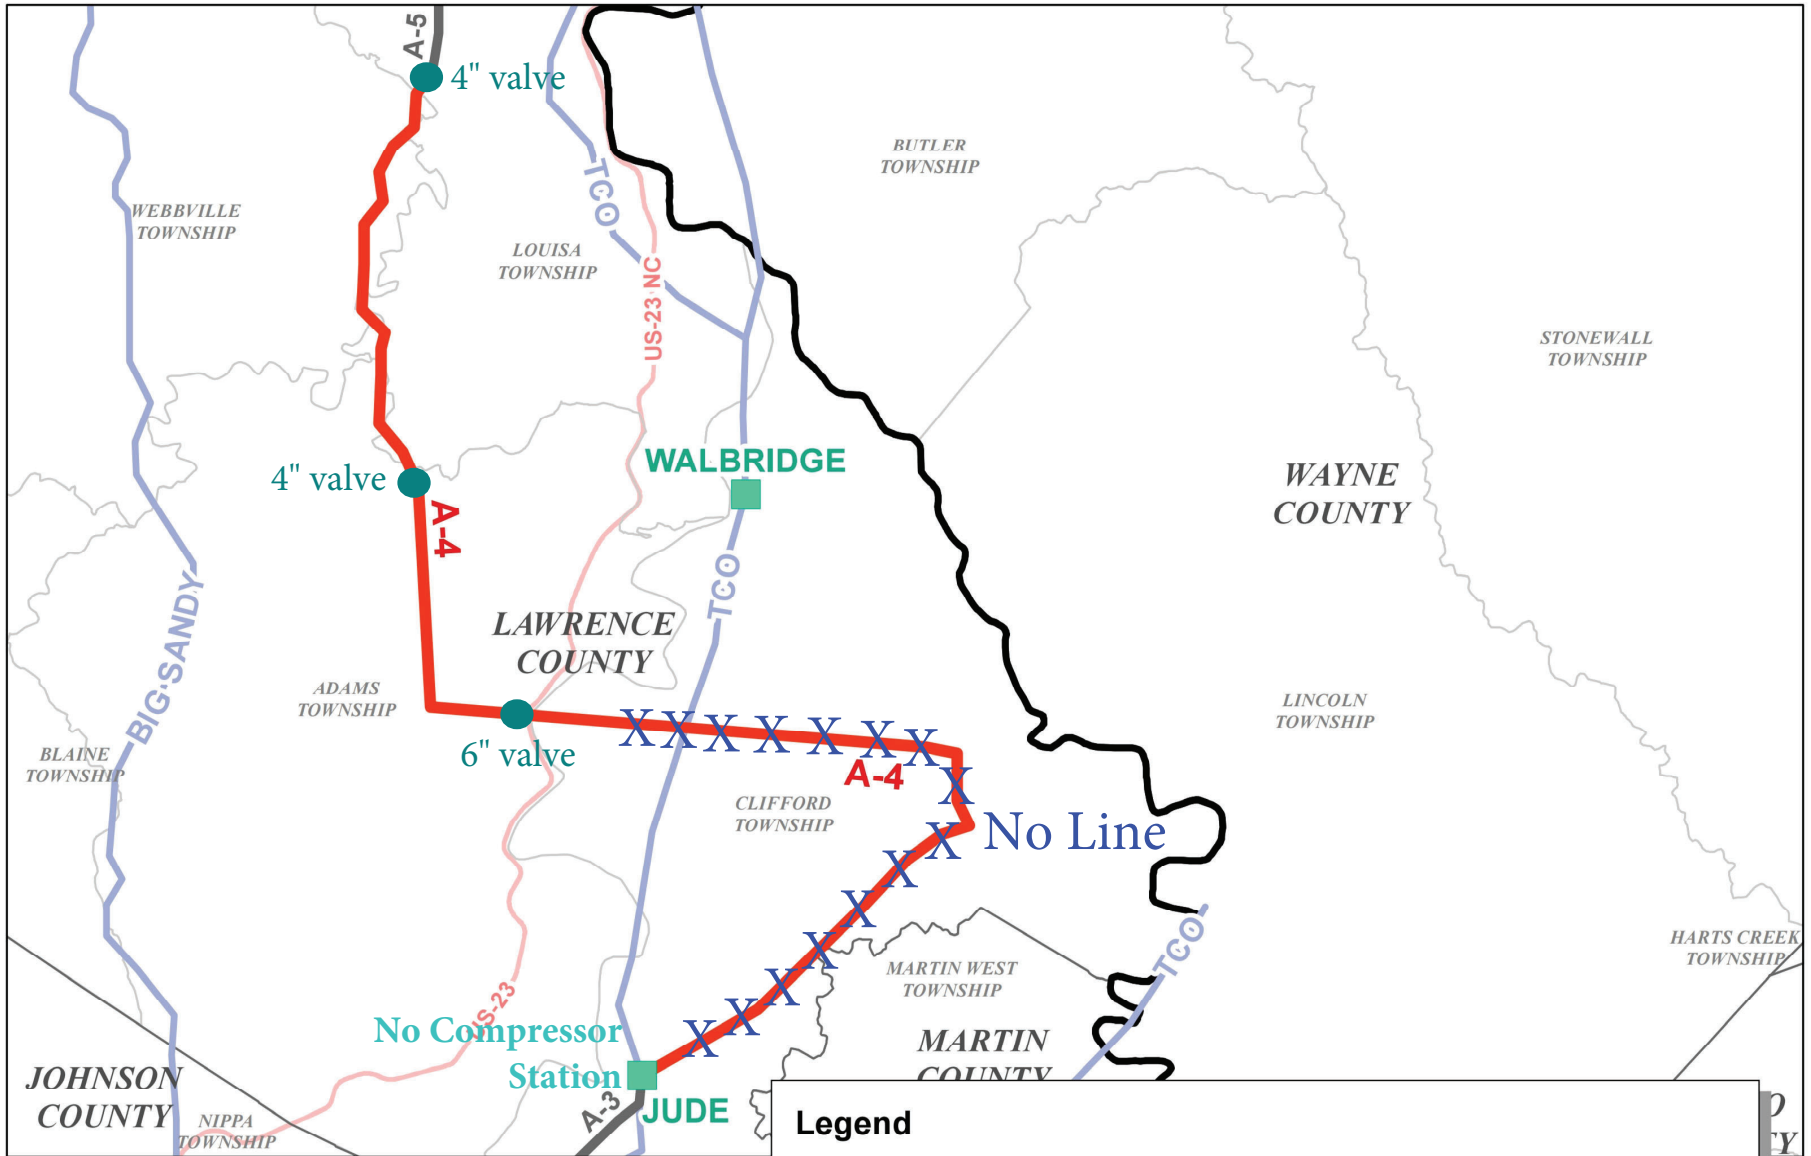 A-5
4" valve
TCO
BUTLER
TOWNSHIP
WEBBVILLE
TOWNSHIP
LOUISA
TOWNSHIP
US-23 NC
STONEWALL
TOWNSHIP
WALBRIDGE
4" valve
A-4
WAYNE
COUNTY
TCO
BIG SANDY
LAWRENCE
COUNTY
ADAMS
TOWNSHIP
LINCOLN
TOWNSHIP
6" valve
X X X X X X X
BLAINE
TOWNSHIP
A-4
X
CLIFFORD
TOWNSHIP
X
No Line
X
X
X
X
X
X
TCO
HARTS CREEK
TOWNSHIP
MARTIN WEST
TOWNSHIP
US-23
No Compressor
Station
MARTIN
COUNTY
JOHNSON
COUNTY
A-3
JUDE
NIPPA
TOWNSHIP
Legend